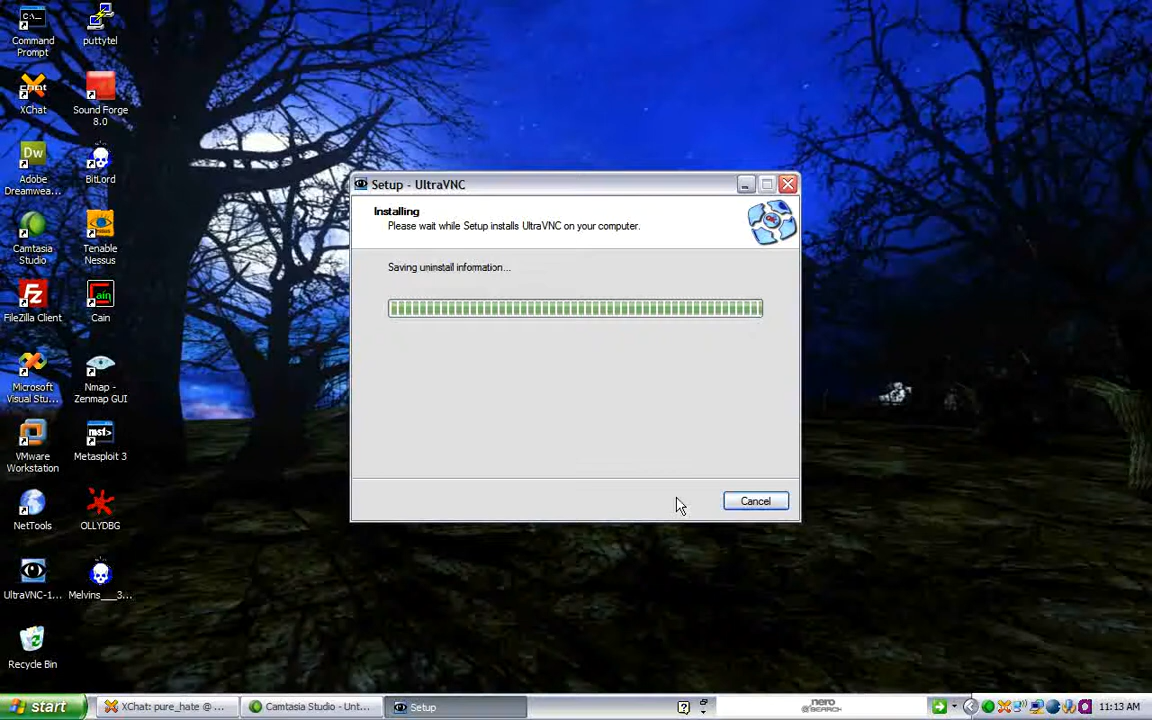 Command
Prompt
puttytel
XChat
Sound Forge
8.0
Dw
Adobe
Dreamwea...
BitLord
Camtasia
Studio
Tenable
Nessus
FileZilla Client
Cain
Microsoft
Visual Stu...
Nmap -
Zenmap GUI
VMware
Workstation
msf>
Metasploit 3
NetTools
OLLYDBG
UltraVNC-1...
Melvins___3...
Recycle Bin
Setup - UltraVNC
Installing
Please wait while Setup installs UltraVNC on your computer.
Saving uninstall information...
Cancel
start
XChat: pure_hate @ ...
Camtasia Studio - Unt...
Setup
nero
SEARCH
11:13 AM